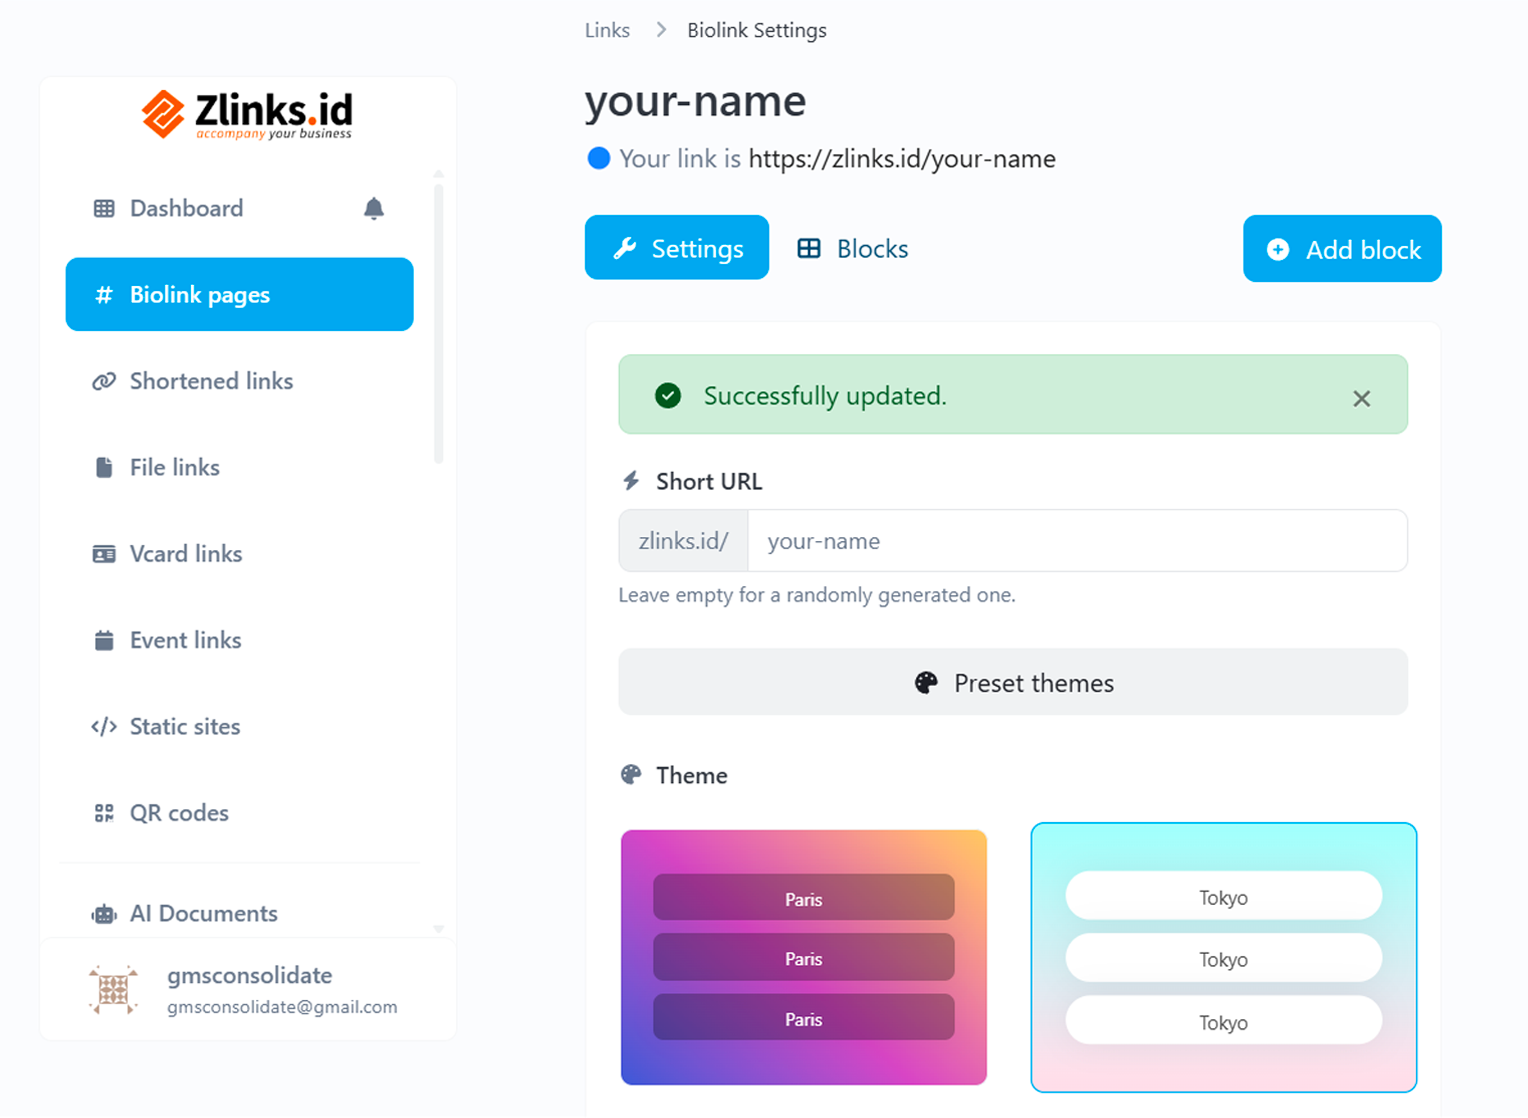 Links > Biolink Settings
Zlinks.id
accompany your business
your-name
Your link is https://zlinks.id/your-name
Dashboard
Biolink pages
Shortened links
File links
Vcard links
Event links
Static sites
QR codes
AI Documents
gmsconsolidate
gmsconsolidate@gmail.com
Settings
Blocks
Add block
Successfully updated.
Short URL
zlinks.id/ your-name
Leave empty for a randomly generated one.
Preset themes
Theme
Paris
Paris
Paris
Tokyo
Tokyo
Tokyo